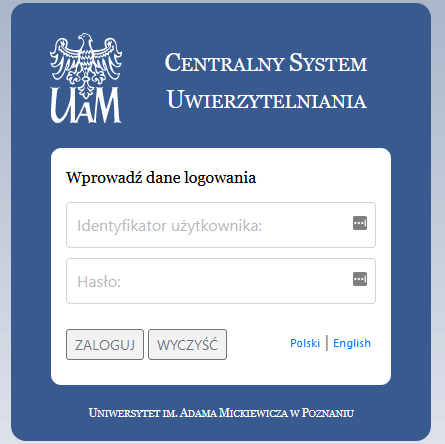 UAM
Centralny System
Uwierzytelniania
Wprowadź dane logowania
Identyfikator użytkownika:
Hasło:
ZALOGUJ WYCZYŚĆ Polski | English
Uniwersytet im. Adama Mickiewicza w Poznaniu